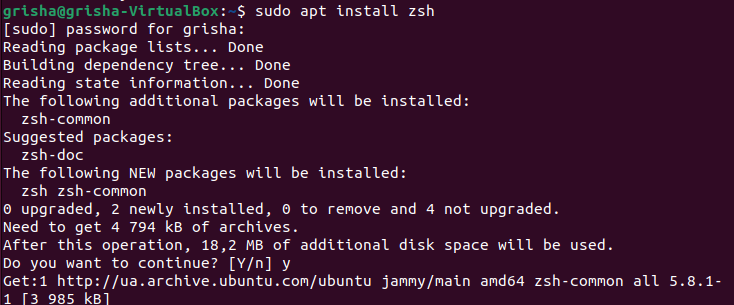 grisha@grisha-VirtualBox:~$ sudo apt install zsh
[sudo] password for grisha:
Reading package lists... Done
Building dependency tree... Done
Reading state information... Done
The following additional packages will be installed:
  zsh-common
Suggested packages:
  zsh-doc
The following NEW packages will be installed:
  zsh zsh-common
0 upgraded, 2 newly installed, 0 to remove and 4 not upgraded.
Need to get 4 794 kB of archives.
After this operation, 18,2 MB of additional disk space will be used.
Do you want to continue? [Y/n] y
Get:1 http://ua.archive.ubuntu.com/ubuntu jammy/main amd64 zsh-common all 5.8.1-
1 [3 985 kB]